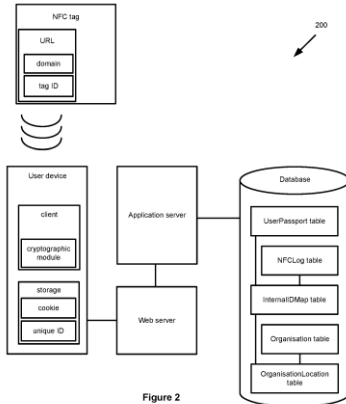 NFC tag
URL
domain
tag ID
200
User device
client
cryptographic
module
storage
cookie
unique ID
Application server
Web server
Database
UserPassport table
NFCLog table
InternalIDMap table
Organisation table
OrganisationLocation
table
Figure 2